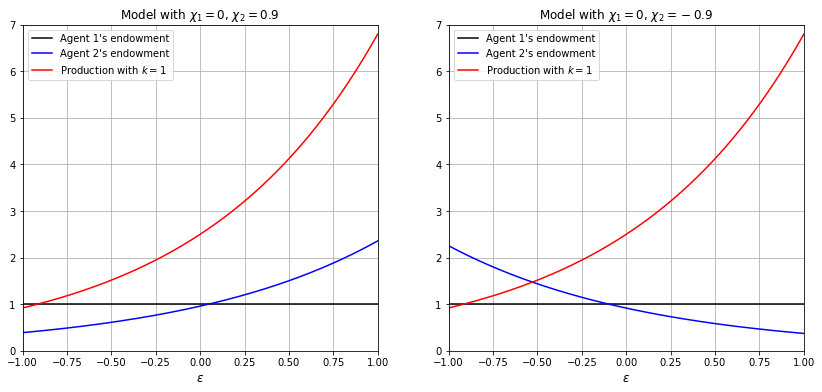 Model with χ₁ = 0, χ₂ = 0.9
Agent 1's endowment
Agent 2's endowment
Production with k = 1
7
6
5
4
3
2
1
0
−1.00 −0.75 −0.50 −0.25 0.00 0.25 0.50 0.75 1.00
ε
Model with χ₁ = 0, χ₂ = − 0.9
Agent 1's endowment
Agent 2's endowment
Production with k = 1
7
6
5
4
3
2
1
0
−1.00 −0.75 −0.50 −0.25 0.00 0.25 0.50 0.75 1.00
ε